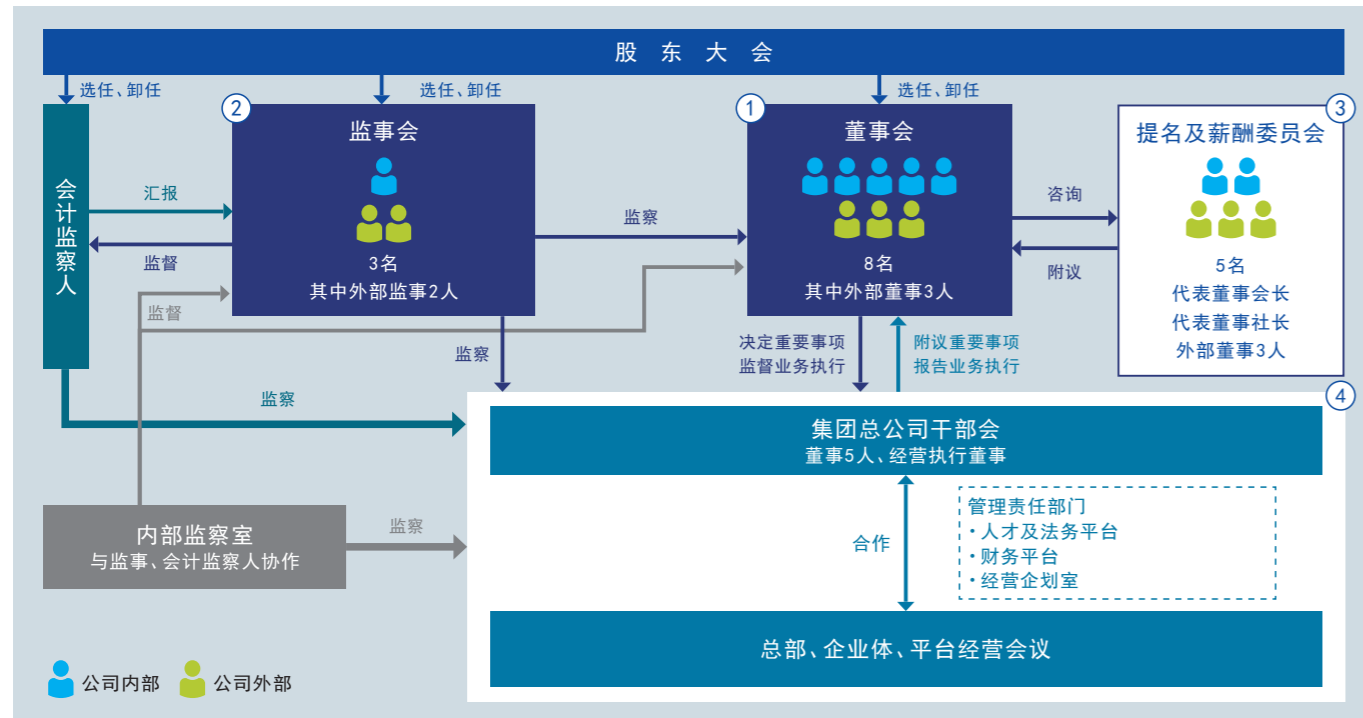 股东大会
选任、卸任
选任、卸任
选任、卸任
会计监察人
②
监事会
3名
其中外部监事2人
①
董事会
8名
其中外部董事3人
③
提名及薪酬委员会
5名
代表董事会长
代表董事社长
外部董事3人
汇报
监督
监督
监察
咨询
附议
监察
决定重要事项
监督业务执行
附议重要事项
报告业务执行
监察
④
集团总公司干部会
董事5人、经营执行董事
内部监察室
与监事、会计监察人协作
监察
合作
管理责任部门
・人才及法务平台
・财务平台
・经营企划室
总部、企业体、平台经营会议
公司内部
公司外部